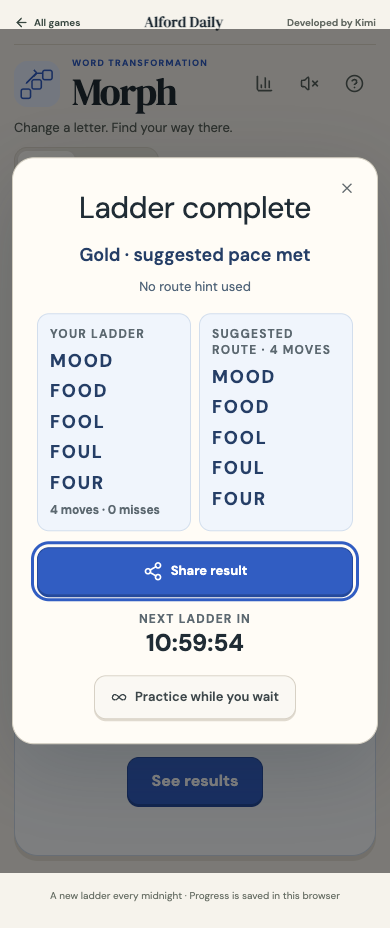 All games
Alford Daily
Developed by Kimi
WORD TRANSFORMATION
Morph
Change a letter. Find your way there.
Ladder complete
Gold · suggested pace met
No route hint used
YOUR LADDER
MOOD
FOOD
FOOL
FOUL
FOUR
4 moves · 0 misses
SUGGESTED
ROUTE · 4 MOVES
MOOD
FOOD
FOOL
FOUL
FOUR
Share result
NEXT LADDER IN
10:59:54
Practice while you wait
See results
A new ladder every midnight · Progress is saved in this browser